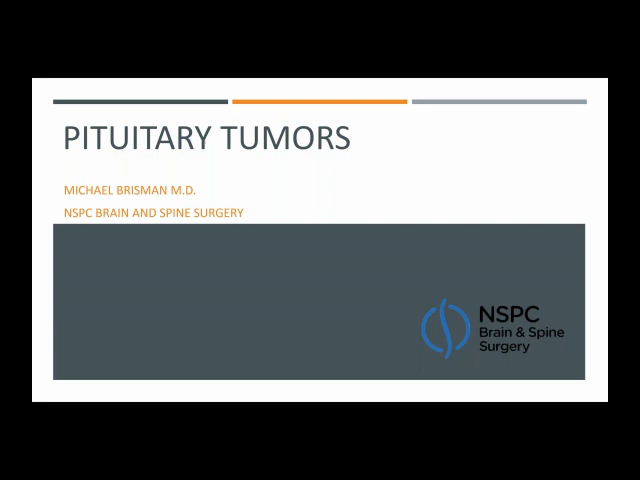 PITUITARY TUMORS
MICHAEL BRISMAN M.D.
NSPC BRAIN AND SPINE SURGERY
NSPC
Brain & Spine
Surgery